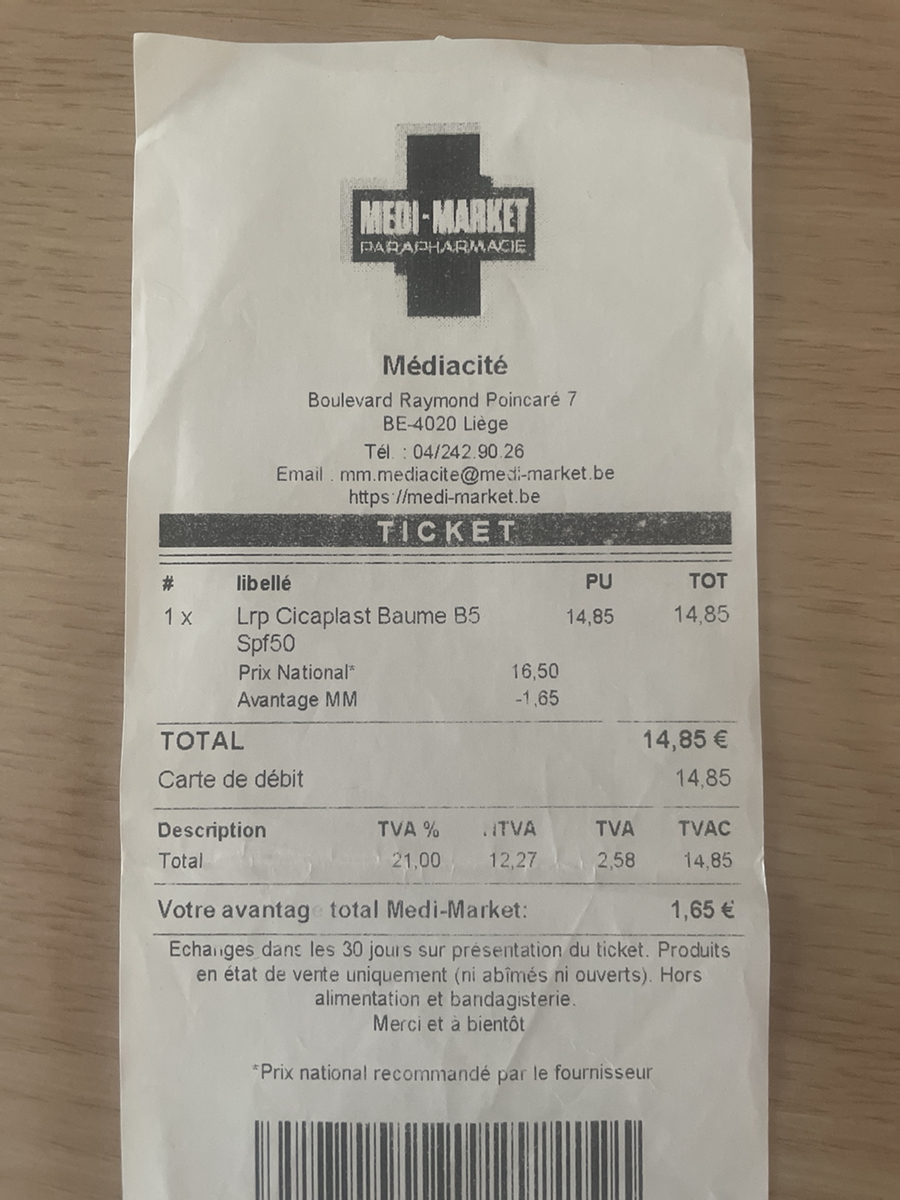 MEDI-MARKET
PARAPHARMACIE
Médiacité
Boulevard Raymond Poincaré 7
BE-4020 Liège
Tél. : 04/242.90.26
Email . mm.mediacite@medi-market.be
https://medi-market.be
TICKET
# libellé PU TOT
1 x Lrp Cicaplast Baume B5 14,85 14,85
Spf50
Prix National* 16,50
Avantage MM -1,65
TOTAL 14,85 €
Carte de débit 14,85
Description TVA % HTVA TVA TVAC
Total 21,00 12,27 2,58 14,85
Votre avantage total Medi-Market: 1,65 €
Echanges dans les 30 jours sur présentation du ticket. Produits
en état de vente uniquement (ni abîmés ni ouverts). Hors
alimentation et bandagisterie.
Merci et à bientôt
*Prix national recommandé par le fournisseur